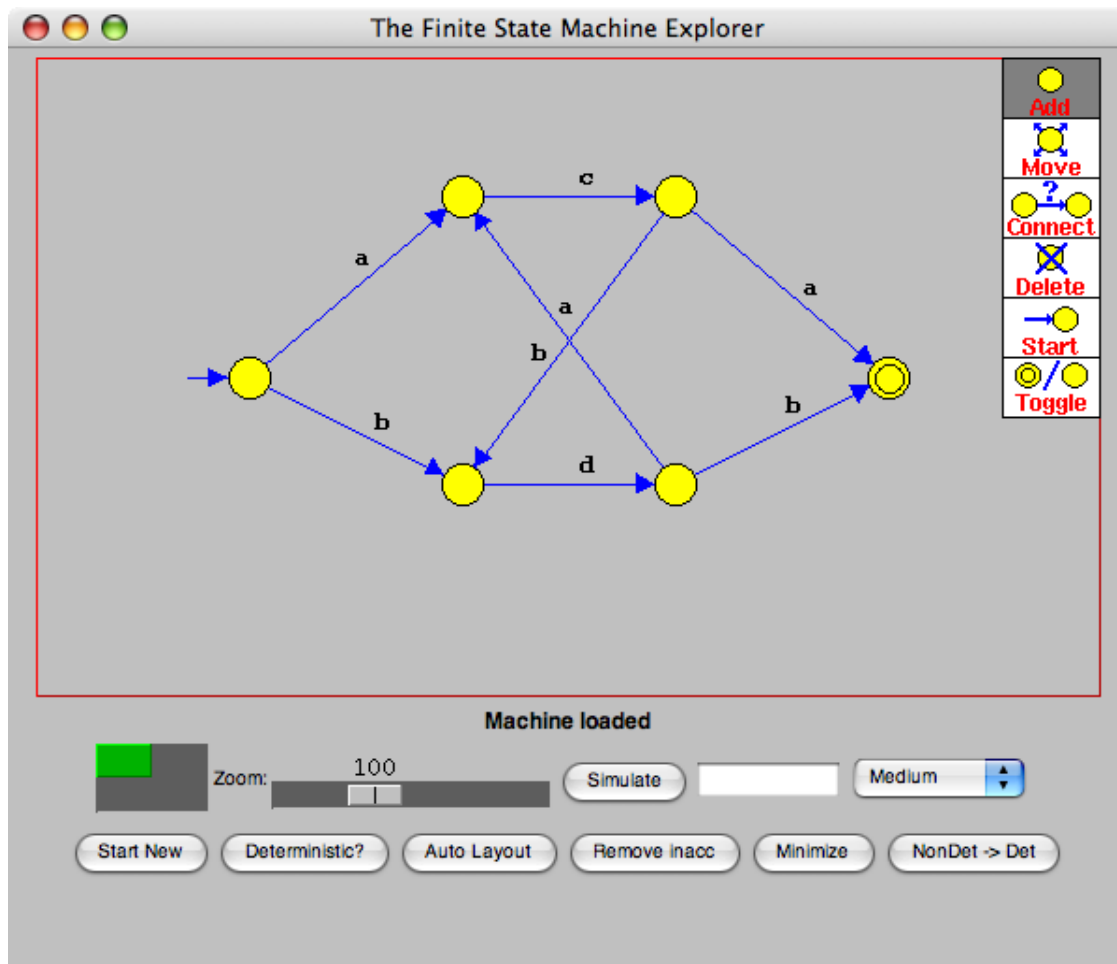 The Finite State Machine Explorer
Add
Move
?
Connect
Delete
Start
Toggle
c
a
a
a
b
b
b
d
Machine loaded
Zoom: 100 Simulate Medium
Start New Deterministic? Auto Layout Remove inacc Minimize NonDet -> Det